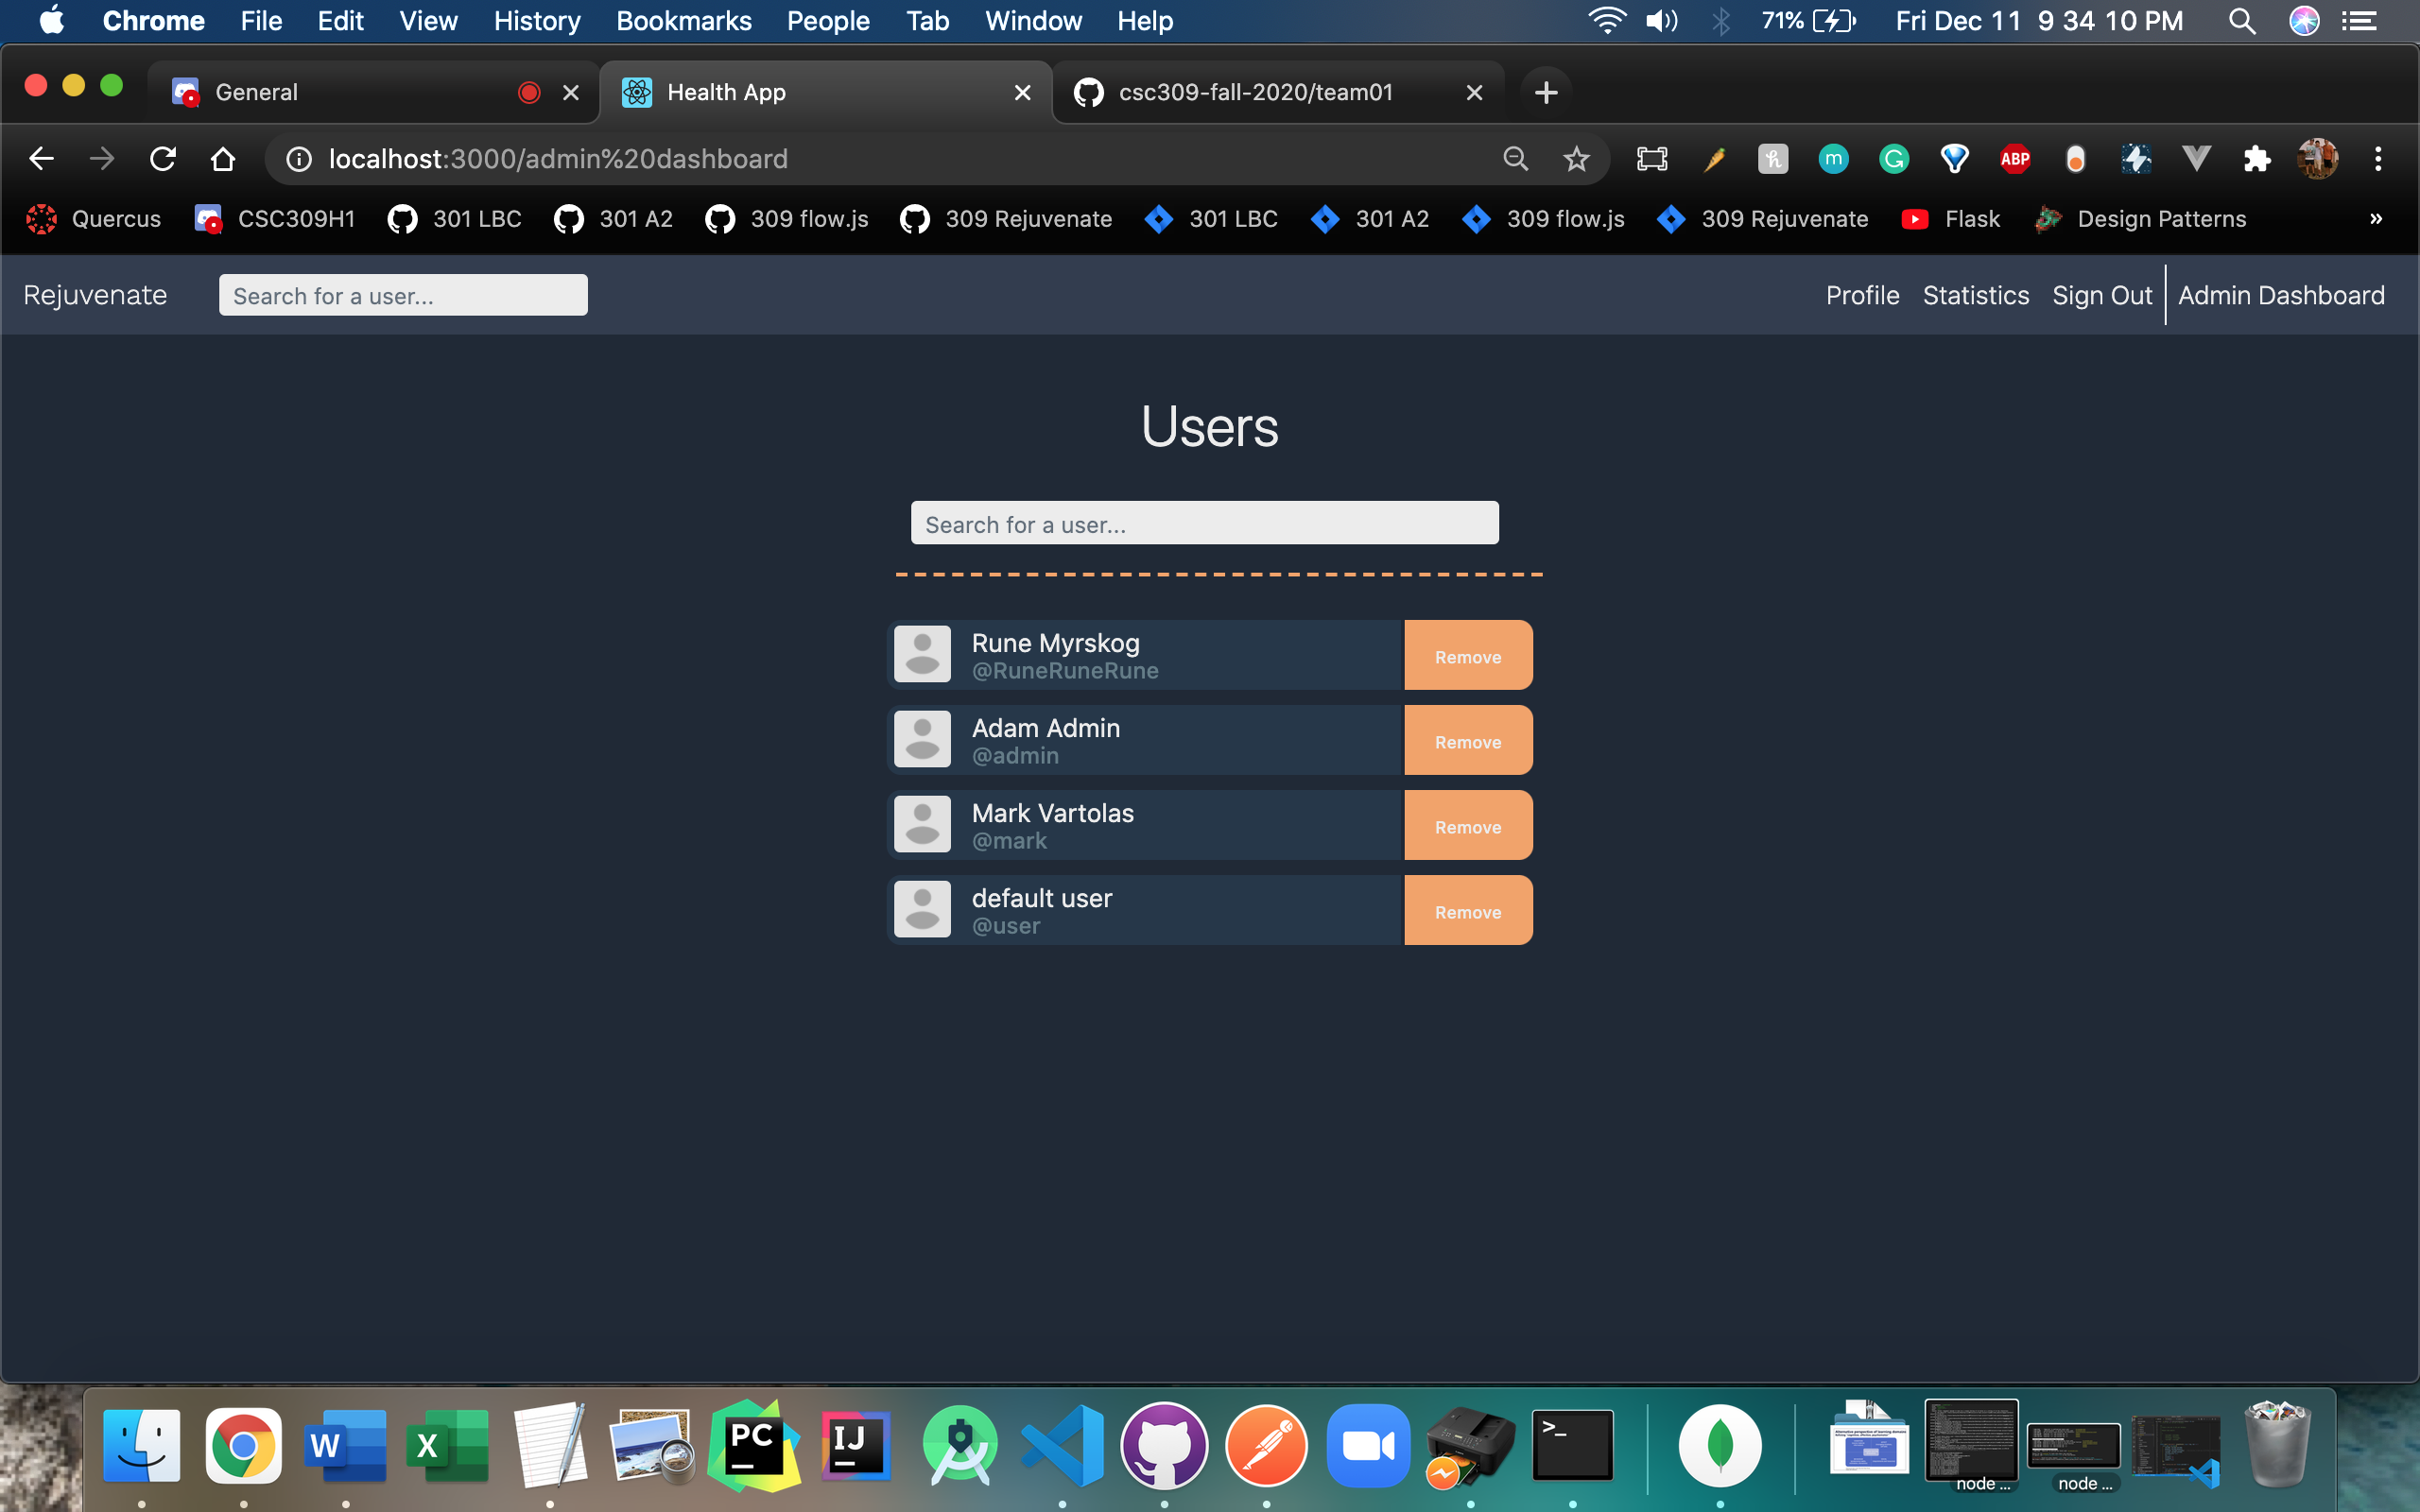 Chrome File Edit View History Bookmarks People Tab Window Help 71% Fri Dec 11 9 34 10 PM
General Health App csc309-fall-2020/team01
localhost:3000/admin%20dashboard ABP
Quercus CSC309H1 301 LBC 301 A2 309 flow.js 309 Rejuvenate 301 LBC 301 A2 309 flow.js 309 Rejuvenate Flask Design Patterns »
Rejuvenate Search for a user... Profile Statistics Sign Out Admin Dashboard
Users
Search for a user...
Rune Myrskog
@RuneRuneRune
Remove
Adam Admin
@admin
Remove
Mark Vartolas
@mark
Remove
default user
@user
Remove
W X PC IJ >_
node ... node ...